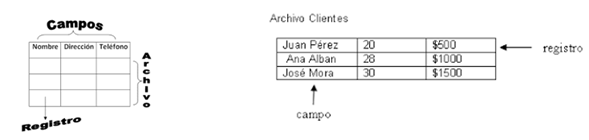 Campos
Nombre Dirección Teléfono
Archivo
Registro
Archivo Clientes
Juan Pérez 20 $500
Ana Alban 28 $1000
José Mora 30 $1500
registro
campo